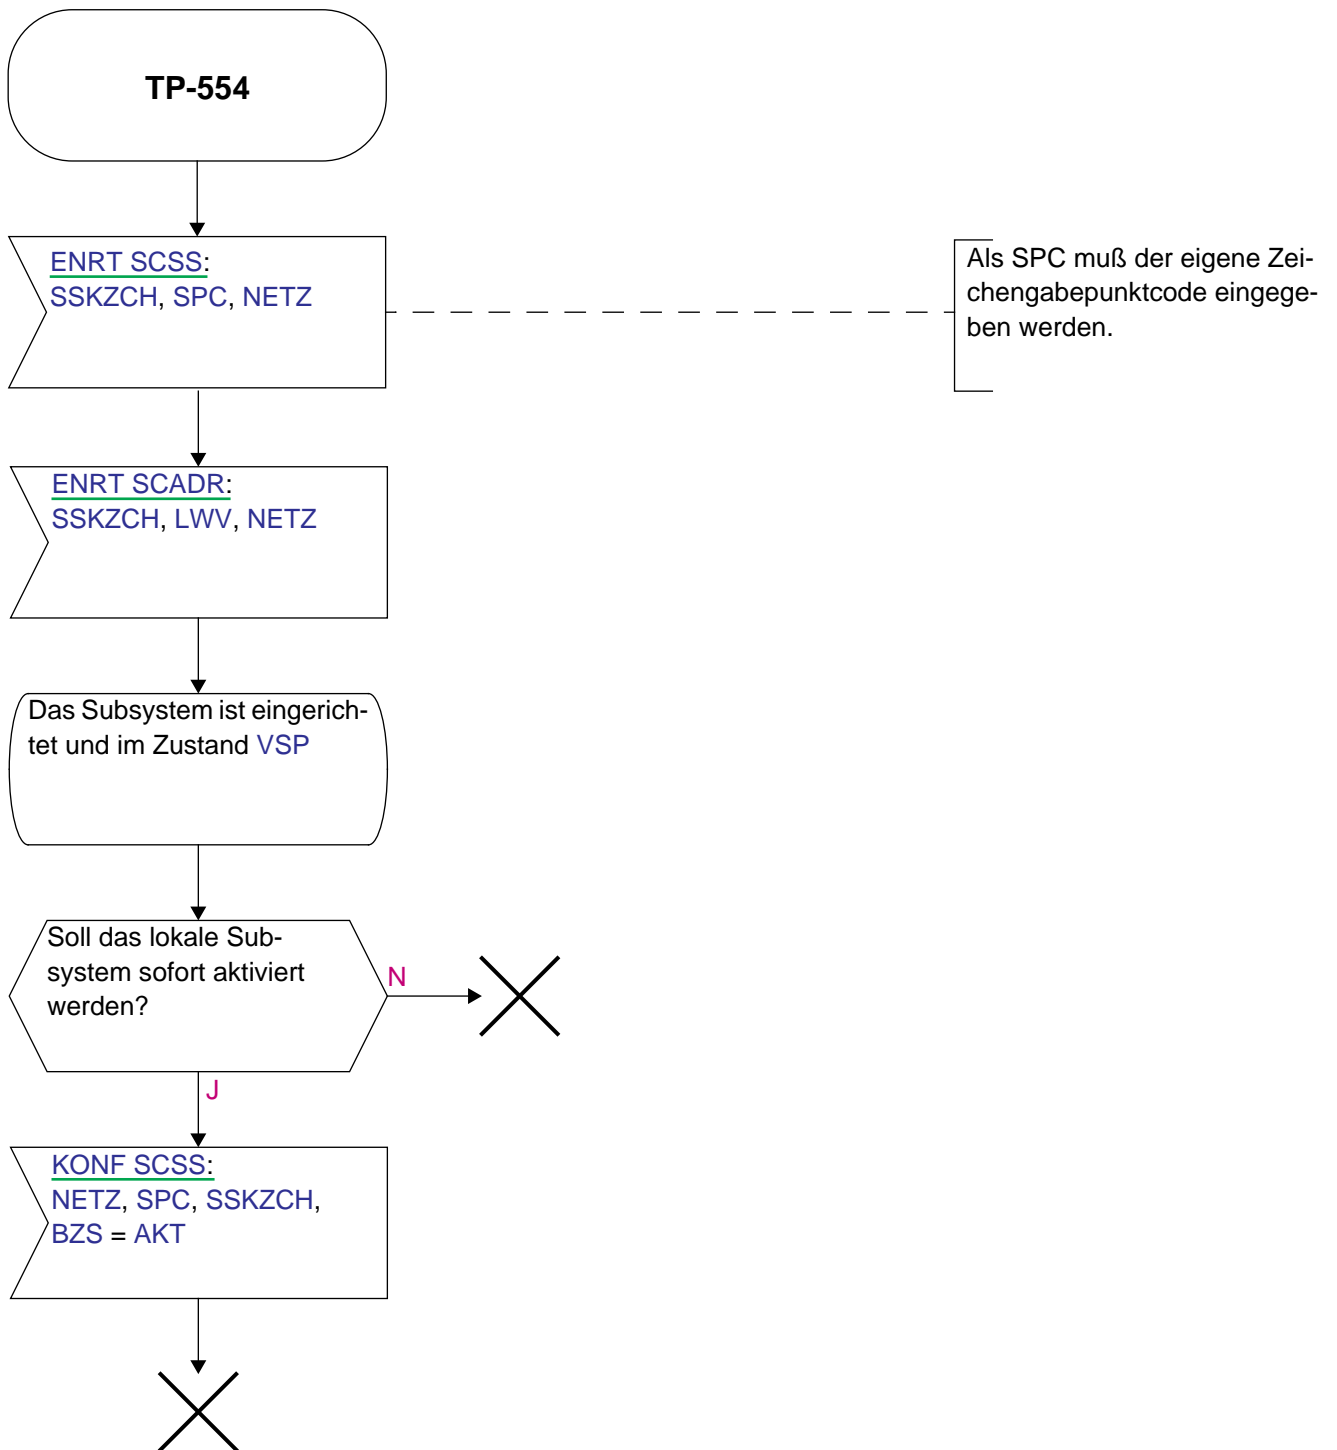 TP-554
ENRT SCSS:
SSKZCH, SPC, NETZ
Als SPC muß der eigene Zei-
chengabepunktcode eingege-
ben werden.
ENRT SCADR:
SSKZCH, LWV, NETZ
Das Subsystem ist eingerich-
tet und im Zustand VSP
Soll das lokale Sub-
system sofort aktiviert
werden?
N
J
KONF SCSS:
NETZ, SPC, SSKZCH,
BZS = AKT